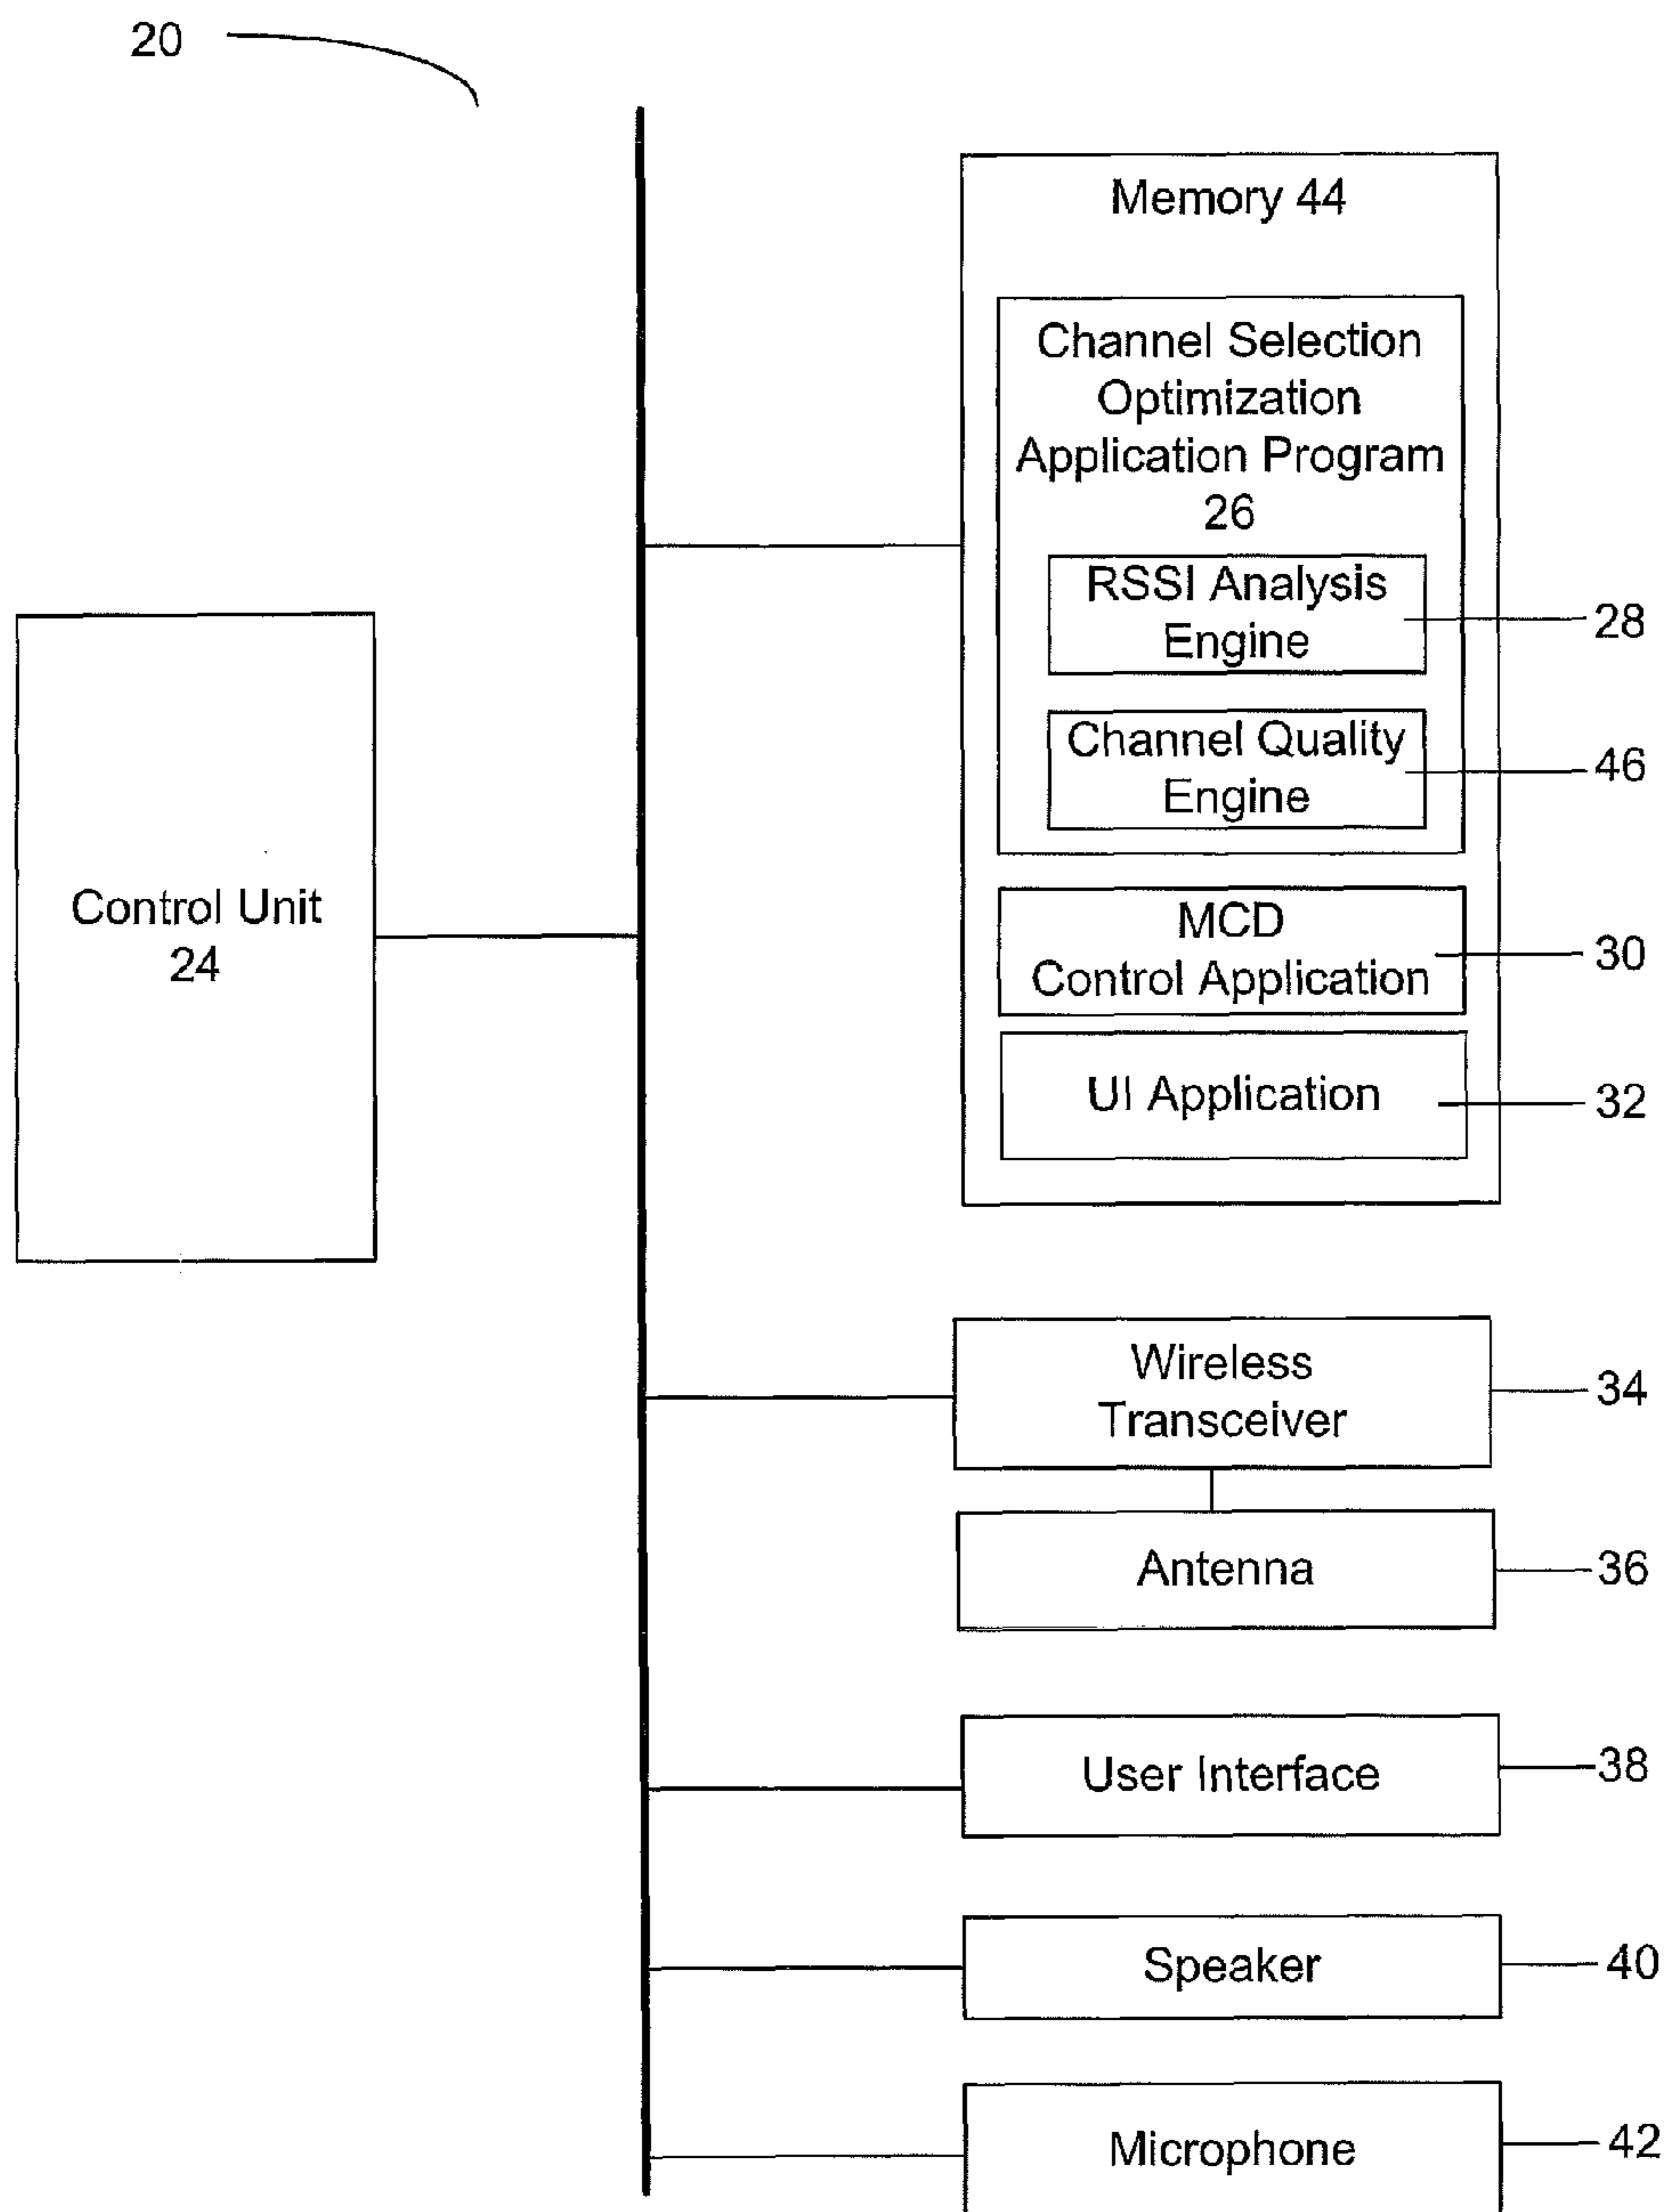 20
Memory 44
Channel Selection
Optimization
Application Program
26
RSSI Analysis
Engine
28
Channel Quality
Engine
46
Control Unit
24
MCD
Control Application
30
UI Application
32
Wireless
Transceiver
34
Antenna
36
User Interface
38
Speaker
40
Microphone
42